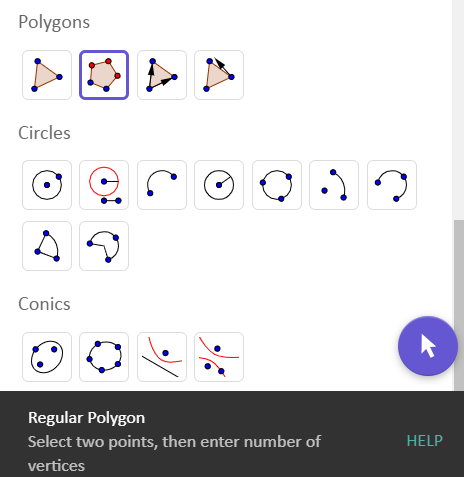 Polygons
Circles
Conics
Regular Polygon
Select two points, then enter number of
vertices
HELP